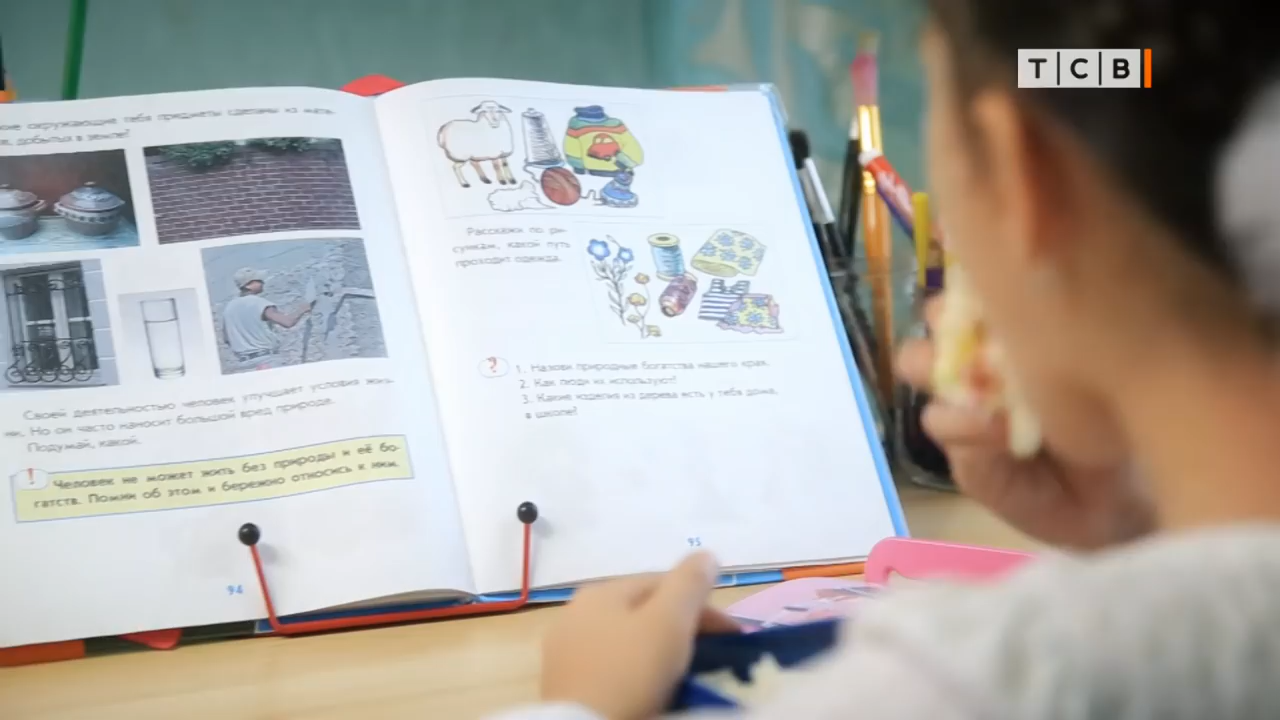 ТСВ
окружающие тебя предметы сделаны из мате-
добытых в земле?
Своей деятельностью человек улучшает условия жиз-
ни. Но он часто наносит большой вред природе.
Подумай, какой.
! Человек не может жить без природы и её бо-
гатств. Помни об этом и бережно относись к ним.
94
Расскажи по ри-
сункам, какой путь
проходит одежда.
? 1. Назови природные богатства нашего края.
2. Как люди их используют?
3. Какие изделия из дерева есть у тебя дома,
в школе?
95